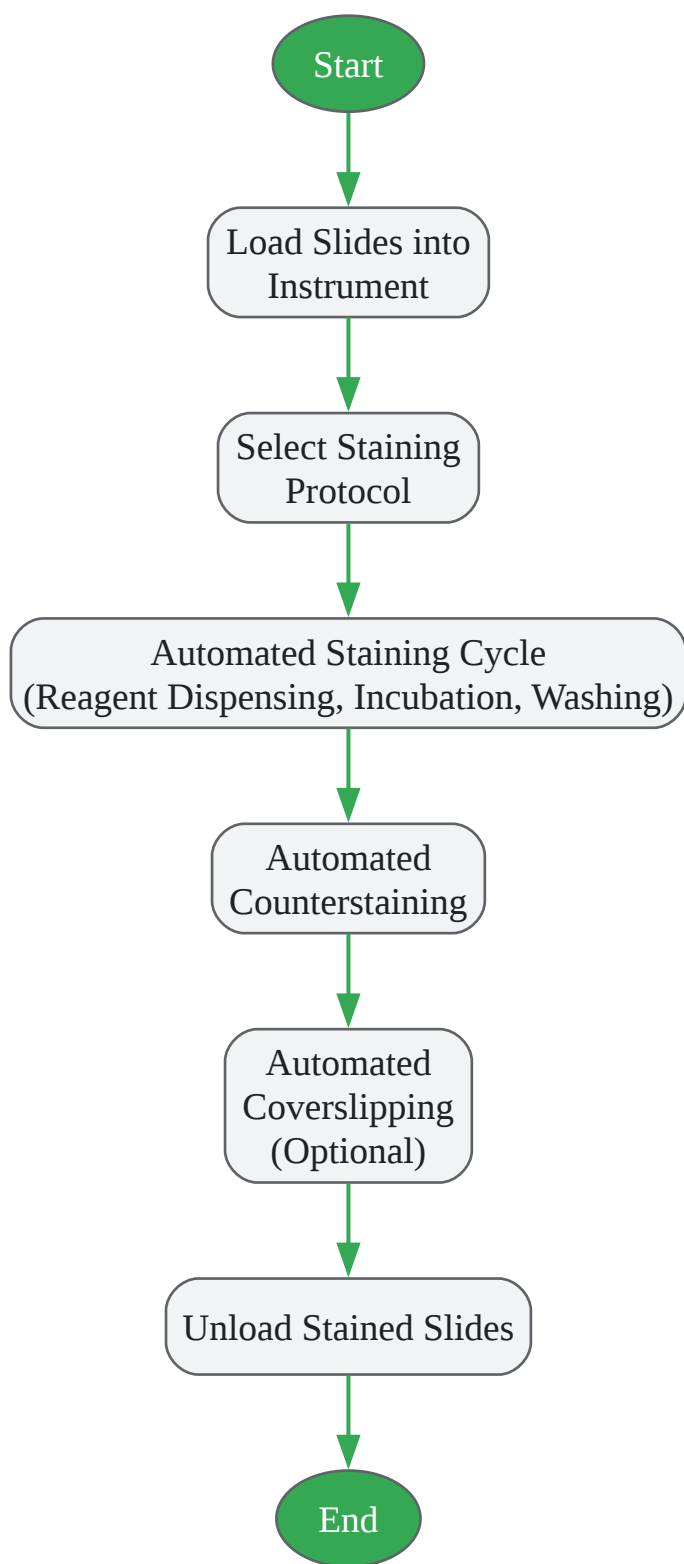 Start
Load Slides into
Instrument
Select Staining
Protocol
Automated Staining Cycle
(Reagent Dispensing, Incubation, Washing)
Automated
Counterstaining
Automated
Coverslipping
(Optional)
Unload Stained Slides
End